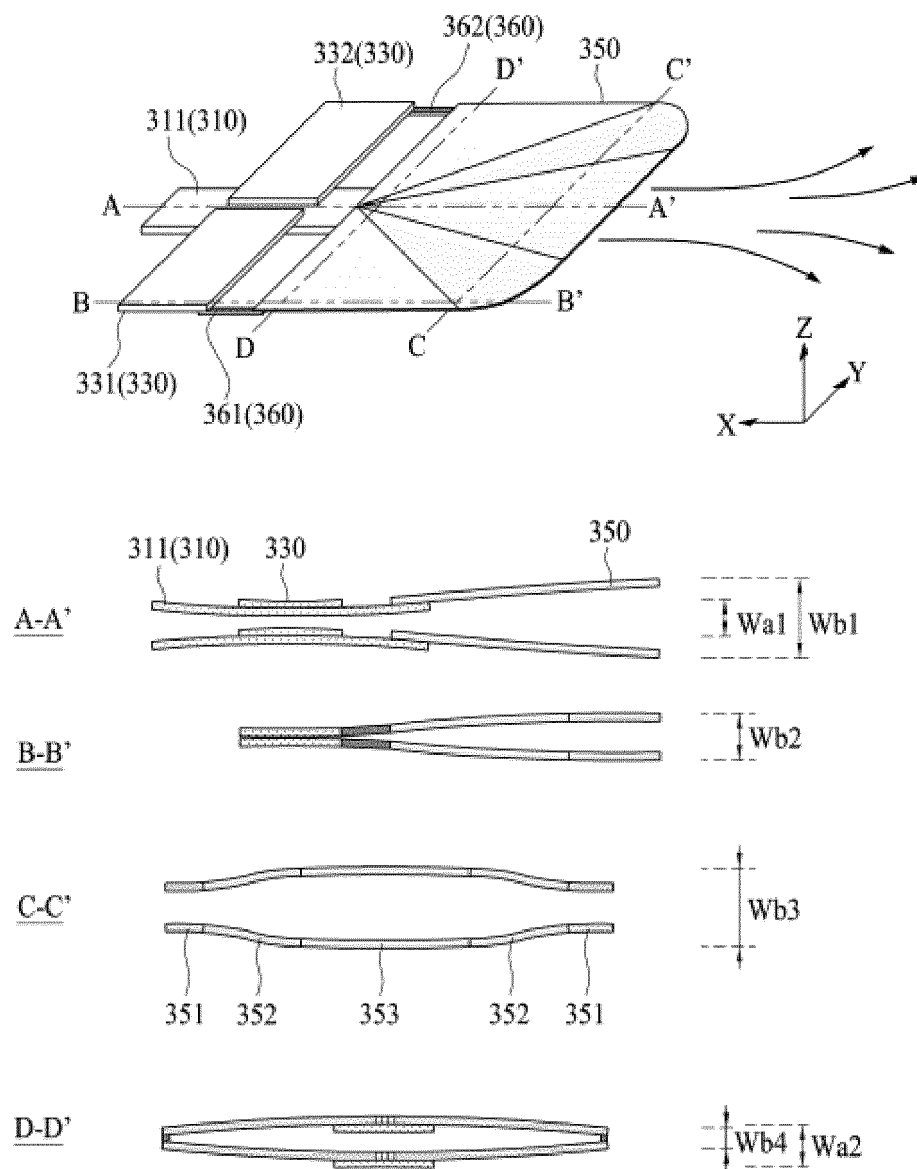 332(330)
362(360)
350
D'
C'
311(310)
A
A'
B
B'
D
C
331(330)
361(360)
Z
Y
X
311(310)
330
350
A-A'
Wa1
Wb1
B-B'
Wb2
C-C'
Wb3
351
352
353
352
351
D-D'
Wb4
Wa2